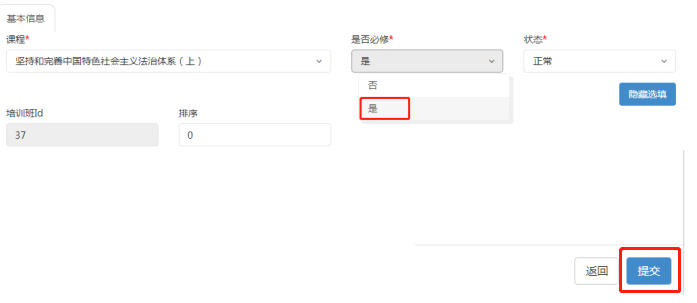 基本信息
课程* 是否必修* 状态*
坚持和完善中国特色社会主义法治体系（上） 是 正常
否
隐藏选填
是
培训班Id 排序
37 0
返回 提交